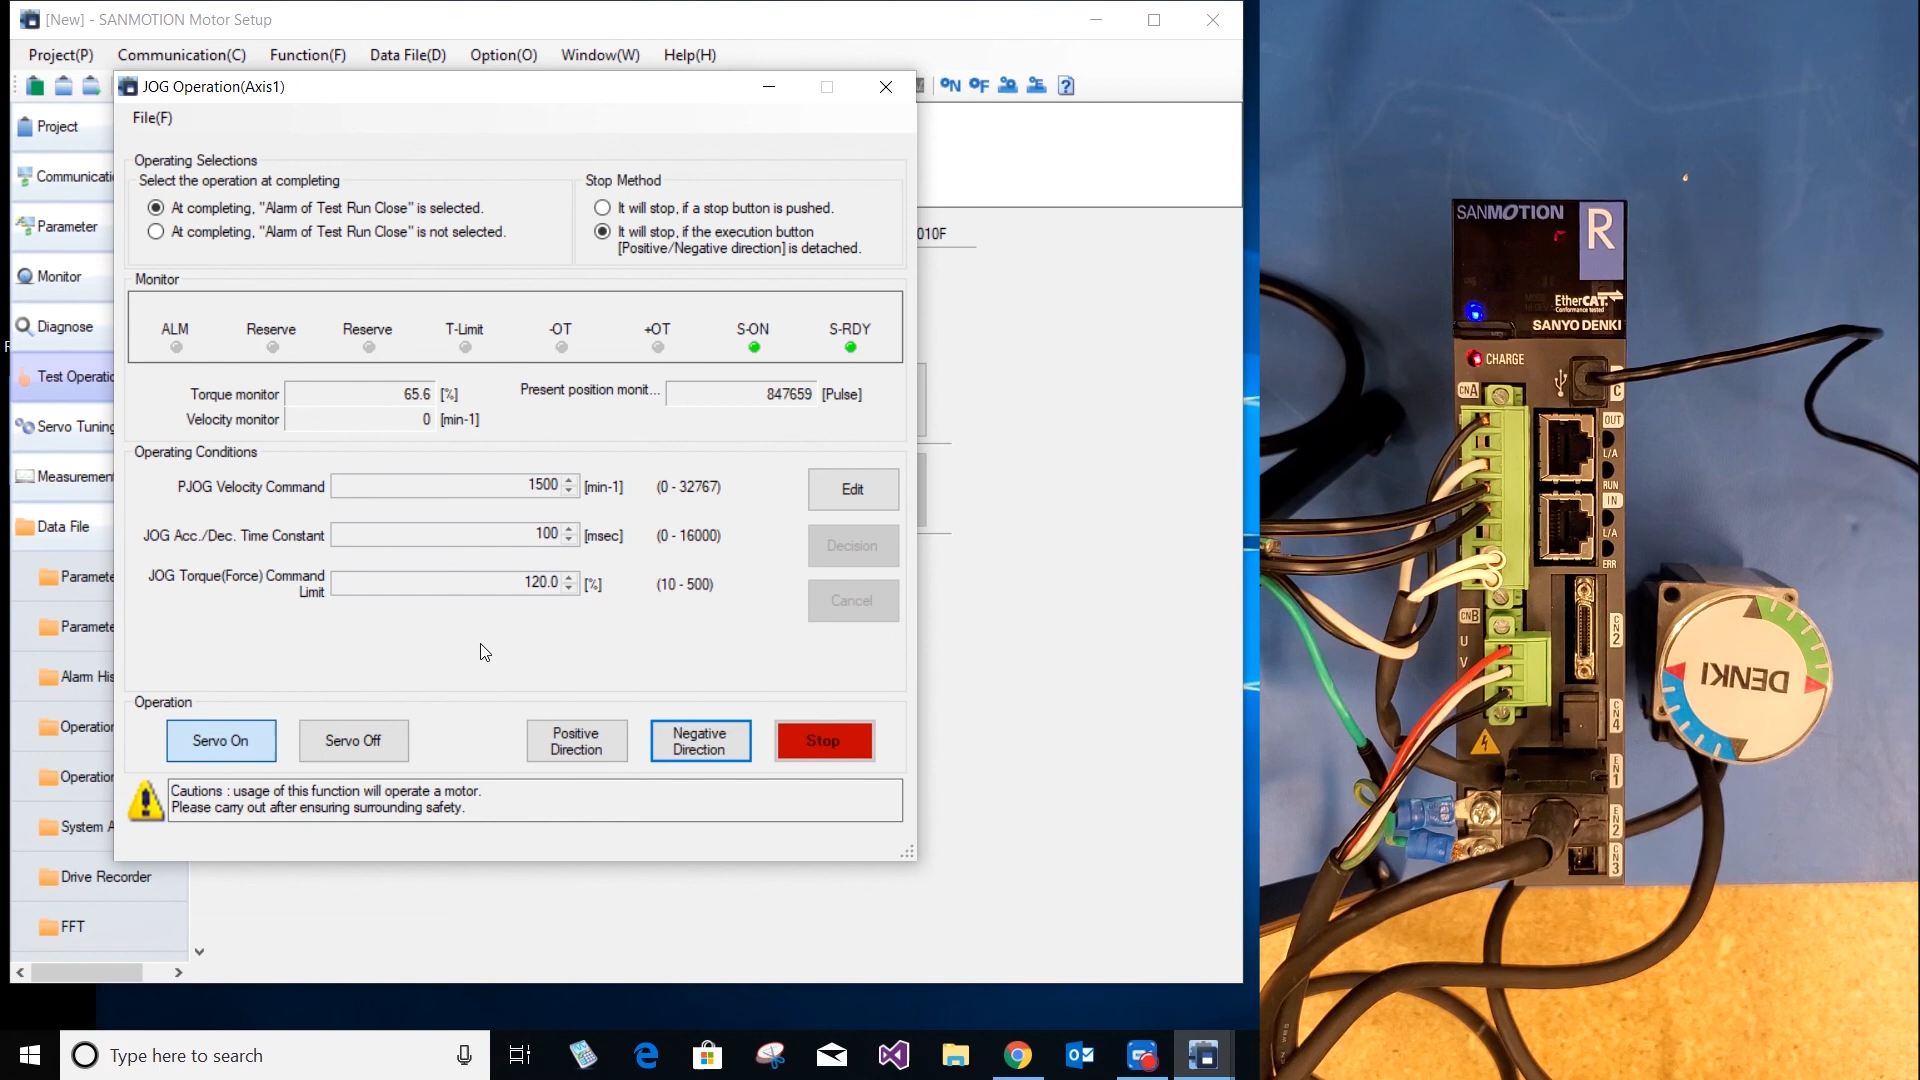 [New] - SANMOTION Motor Setup
Project(P) Communication(C) Function(F) Data File(D) Option(O) Window(W) Help(H)
JOG Operation(Axis1)
File(F)
Project
Communicati
Parameter
Monitor
Diagnose
Test Operatio
Servo Tuning
Measuremen
Data File
Paramete
Paramete
Alarm His
Operation
Operation
System A
Drive Recorder
FFT
Operating Selections
Select the operation at completing
At completing, "Alarm of Test Run Close" is selected.
At completing, "Alarm of Test Run Close" is not selected.
Stop Method
It will stop, if a stop button is pushed.
It will stop, if the execution button
[Positive/Negative direction] is detached.
010F
Monitor
ALM Reserve Reserve T-Limit -OT +OT S-ON S-RDY
Torque monitor 65.6 [%] Present position monit... 847659 [Pulse]
Velocity monitor 0 [min-1]
Operating Conditions
PJOG Velocity Command 1500 [min-1] (0 - 32767) Edit
JOG Acc./Dec. Time Constant 100 [msec] (0 - 16000) Decision
JOG Torque(Force) Command
Limit 120.0 [%] (10 - 500) Cancel
Operation
Servo On Servo Off Positive
Direction Negative
Direction Stop
Cautions : usage of this function will operate a motor.
Please carry out after ensuring surrounding safety.
Type here to search
SANMOTION R
EtherCAT
Conformance tested
SANYO DENKI
CHARGE
CNA
C
OUT
L/A
RUN
IN
L/A
ERR
CNB
U
V
CN2
CN4
EN1
EN2
CN3
DENKI